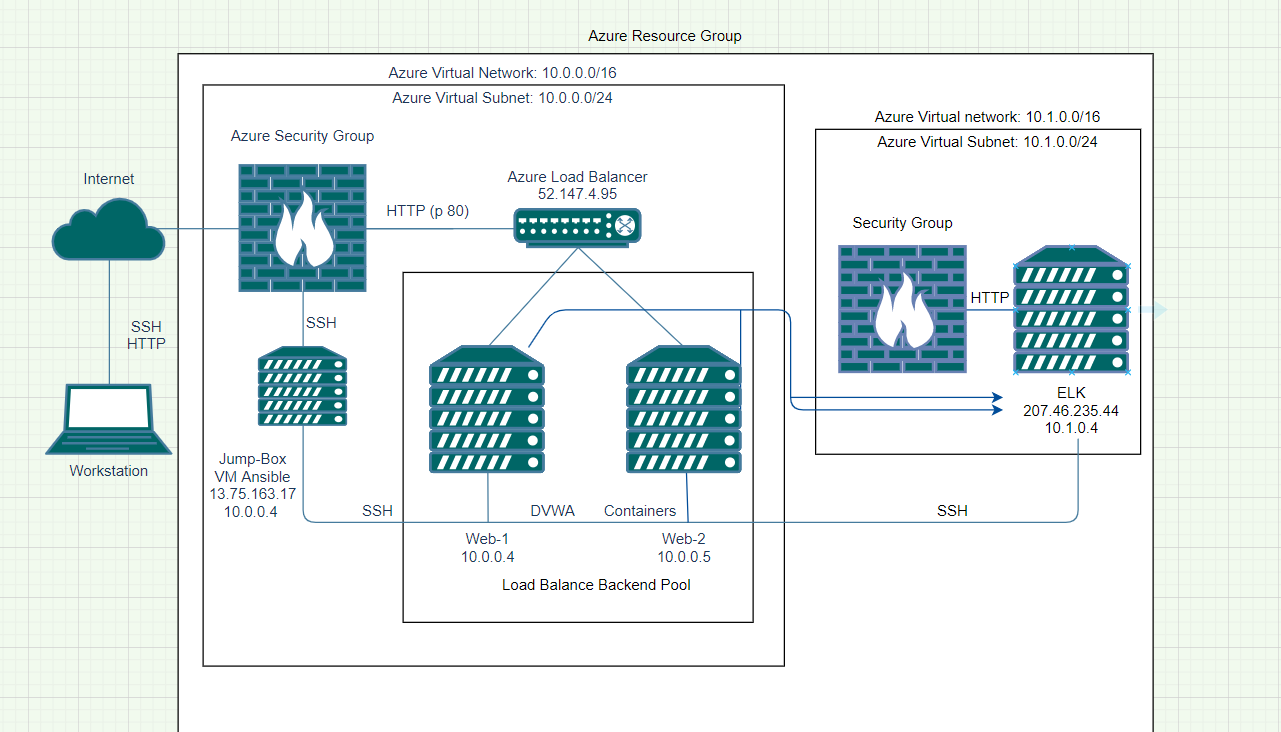 Azure Resource Group
Azure Virtual Network: 10.0.0.0/16
Azure Virtual Subnet: 10.0.0.0/24
Azure Virtual network: 10.1.0.0/16
Azure Virtual Subnet: 10.1.0.0/24
Azure Security Group
Internet
Azure Load Balancer
52.147.4.95
HTTP (p 80)
Security Group
HTTP
SSH
SSH
HTTP
ELK
207.46.235.44
10.1.0.4
Workstation
Jump-Box
VM Ansible
13.75.163.17
10.0.0.4
SSH
DVWA
Containers
SSH
Web-1
10.0.0.4
Web-2
10.0.0.5
Load Balance Backend Pool